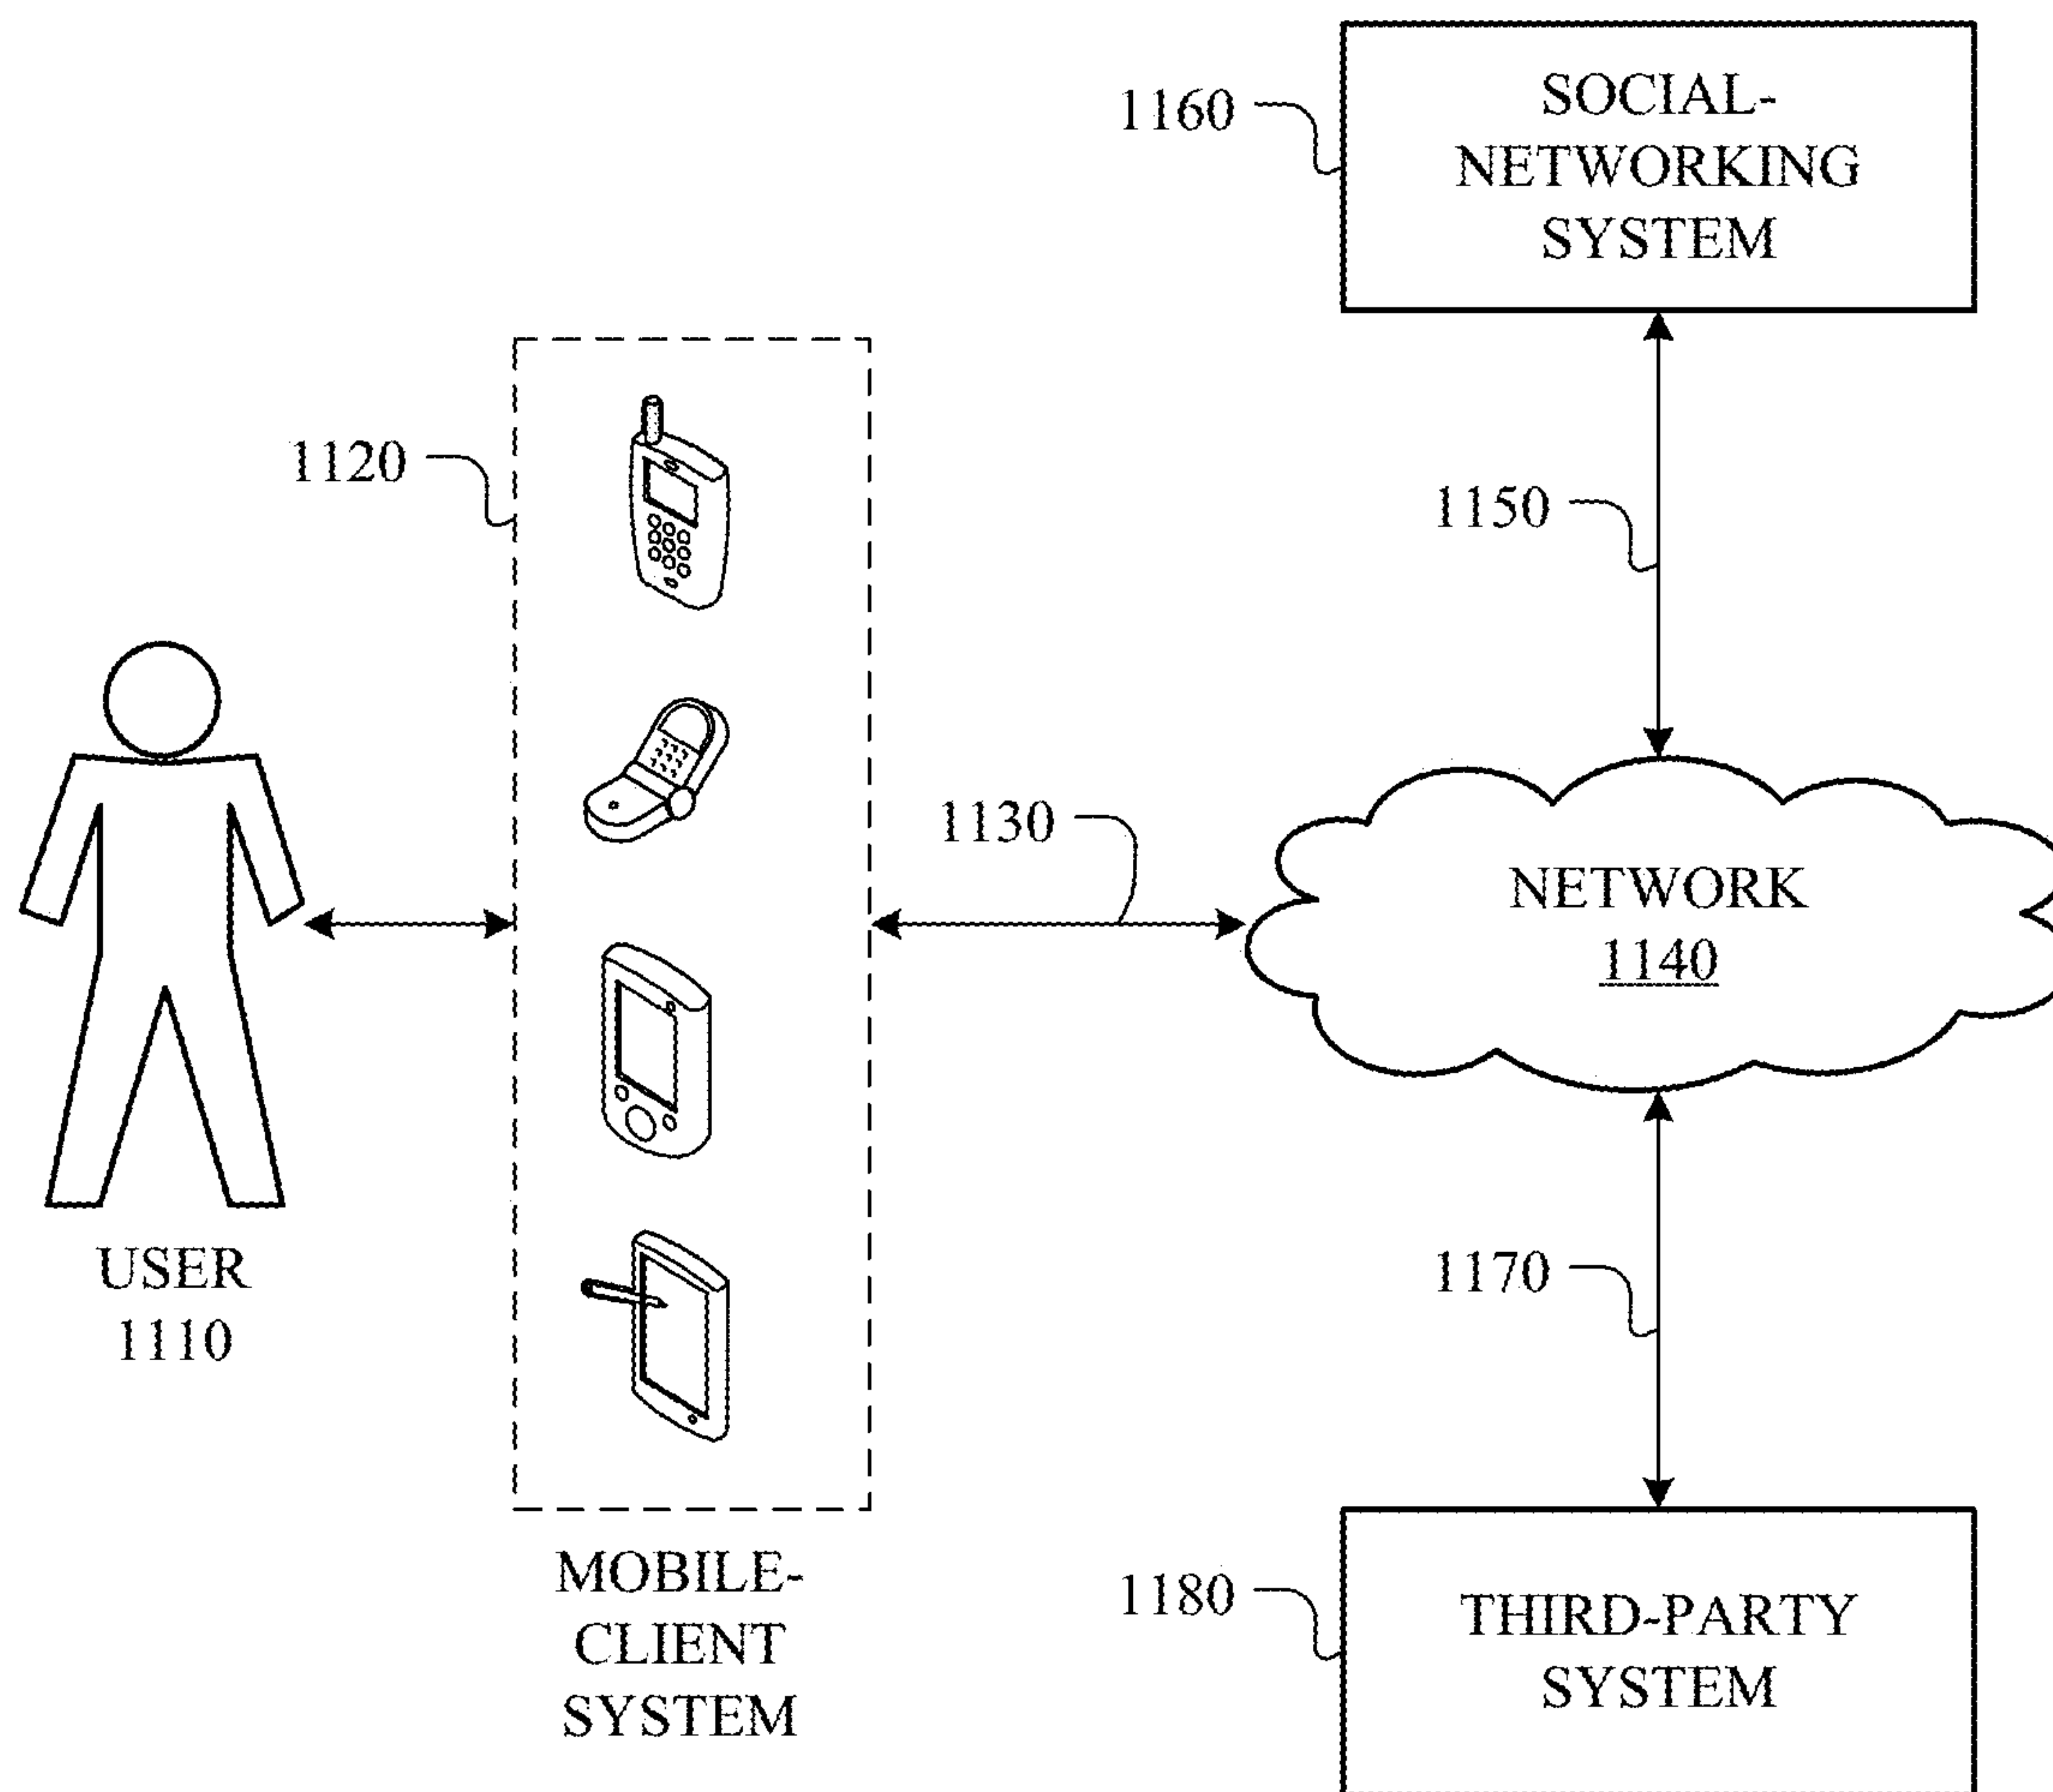 1160
SOCIAL-
NETWORKING
SYSTEM
1120
1150
1130
NETWORK
1140
USER
1110
1170
MOBILE-
CLIENT
SYSTEM
1180
THIRD-PARTY
SYSTEM